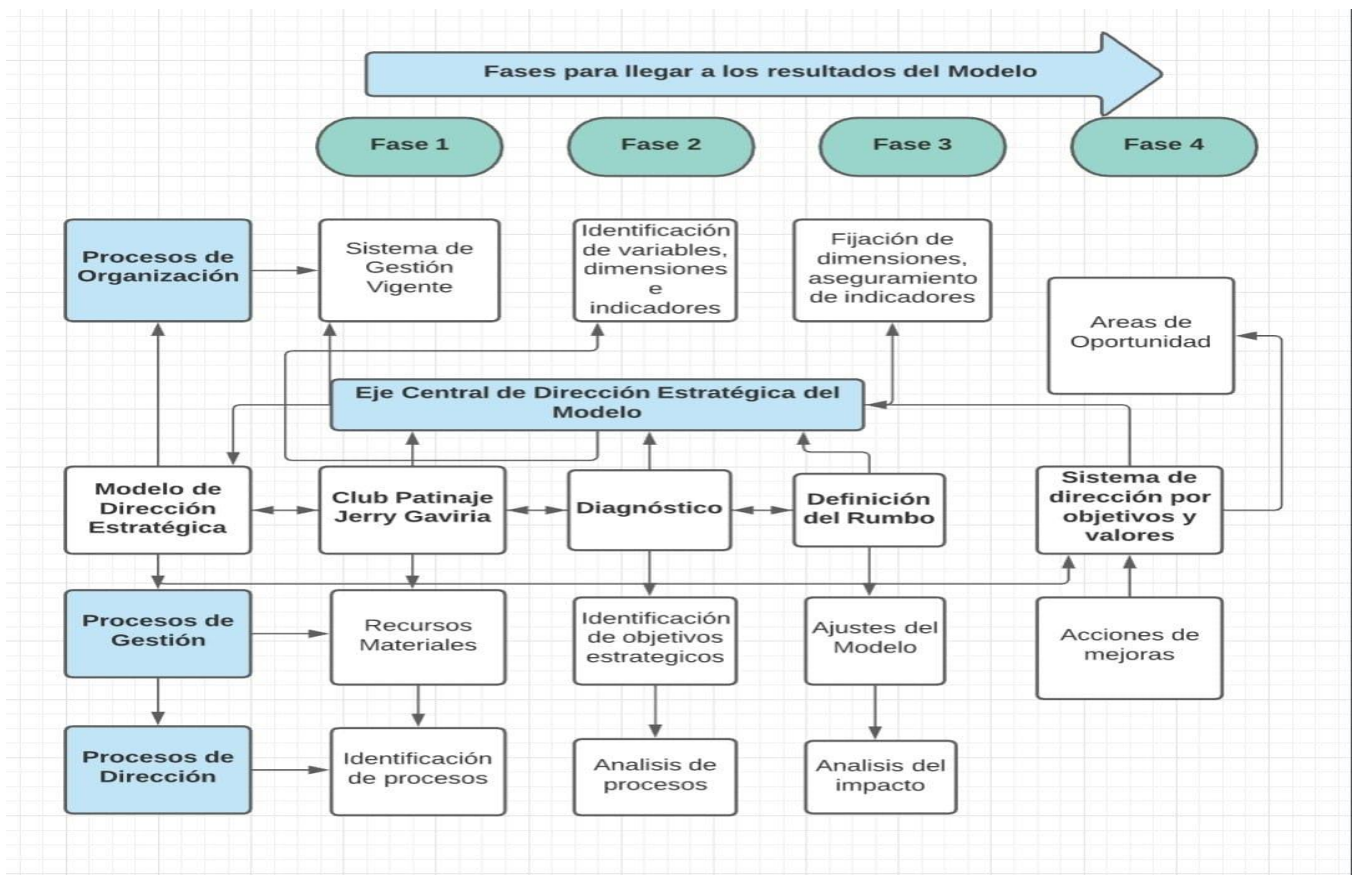 Fases para llegar a los resultados del Modelo
Fase 1
Fase 2
Fase 3
Fase 4
Procesos de
Organización
Sistema de
Gestión
Vigente
Identificación
de variables,
dimensiones
e
indicadores
Fijación de
dimensiones,
aseguramiento
de indicadores
Areas de
Oportunidad
Eje Central de Dirección Estratégica del
Modelo
Modelo de
Dirección
Estratégica
Club Patinaje
Jerry Gaviria
Diagnóstico
Definición
del Rumbo
Sistema de
dirección por
objetivos y
valores
Procesos de
Gestión
Recursos
Materiales
Identificación
de objetivos
estrategicos
Ajustes del
Modelo
Acciones de
mejoras
Procesos de
Dirección
Identificación
de procesos
Analisis de
procesos
Analisis del
impacto